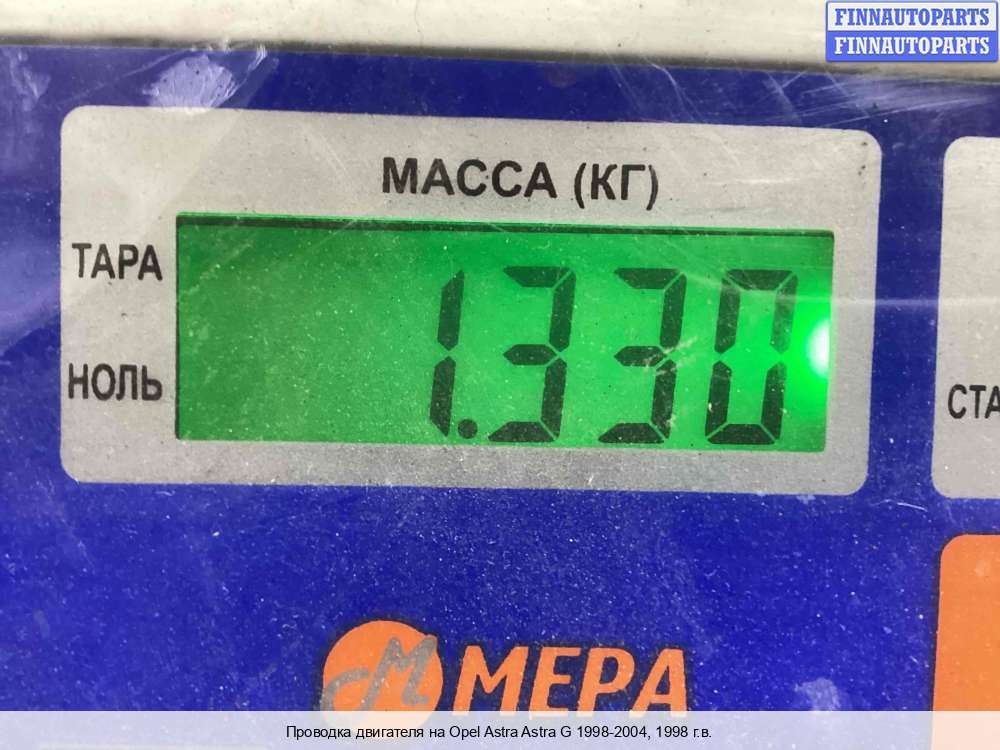 FINNAUTOPARTS
FINNAUTOPARTS
МАССА (КГ)
ТАРА
1.330
НОЛЬ
СТА
М МЕРА
Проводка двигателя на Opel Astra Astra G 1998-2004, 1998 г.в.